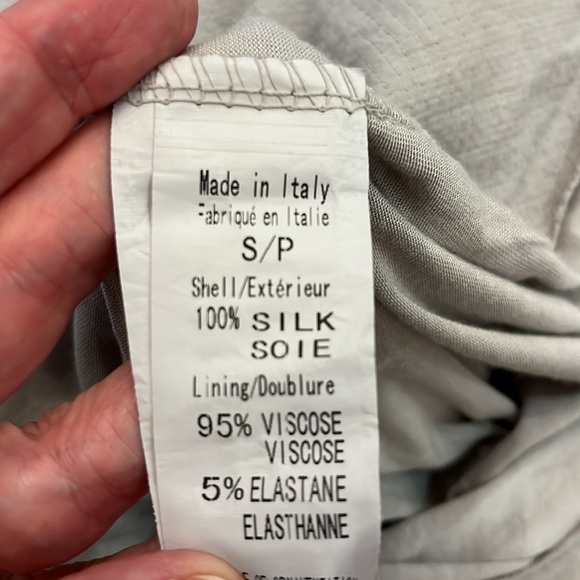 Made in Italy
Fabriqué en Italie
S/P
Shell/Extérieur
100% SILK
SOIE
Lining/Doublure
95% VISCOSE
VISCOSE
5% ELASTANE
ELASTHANNE